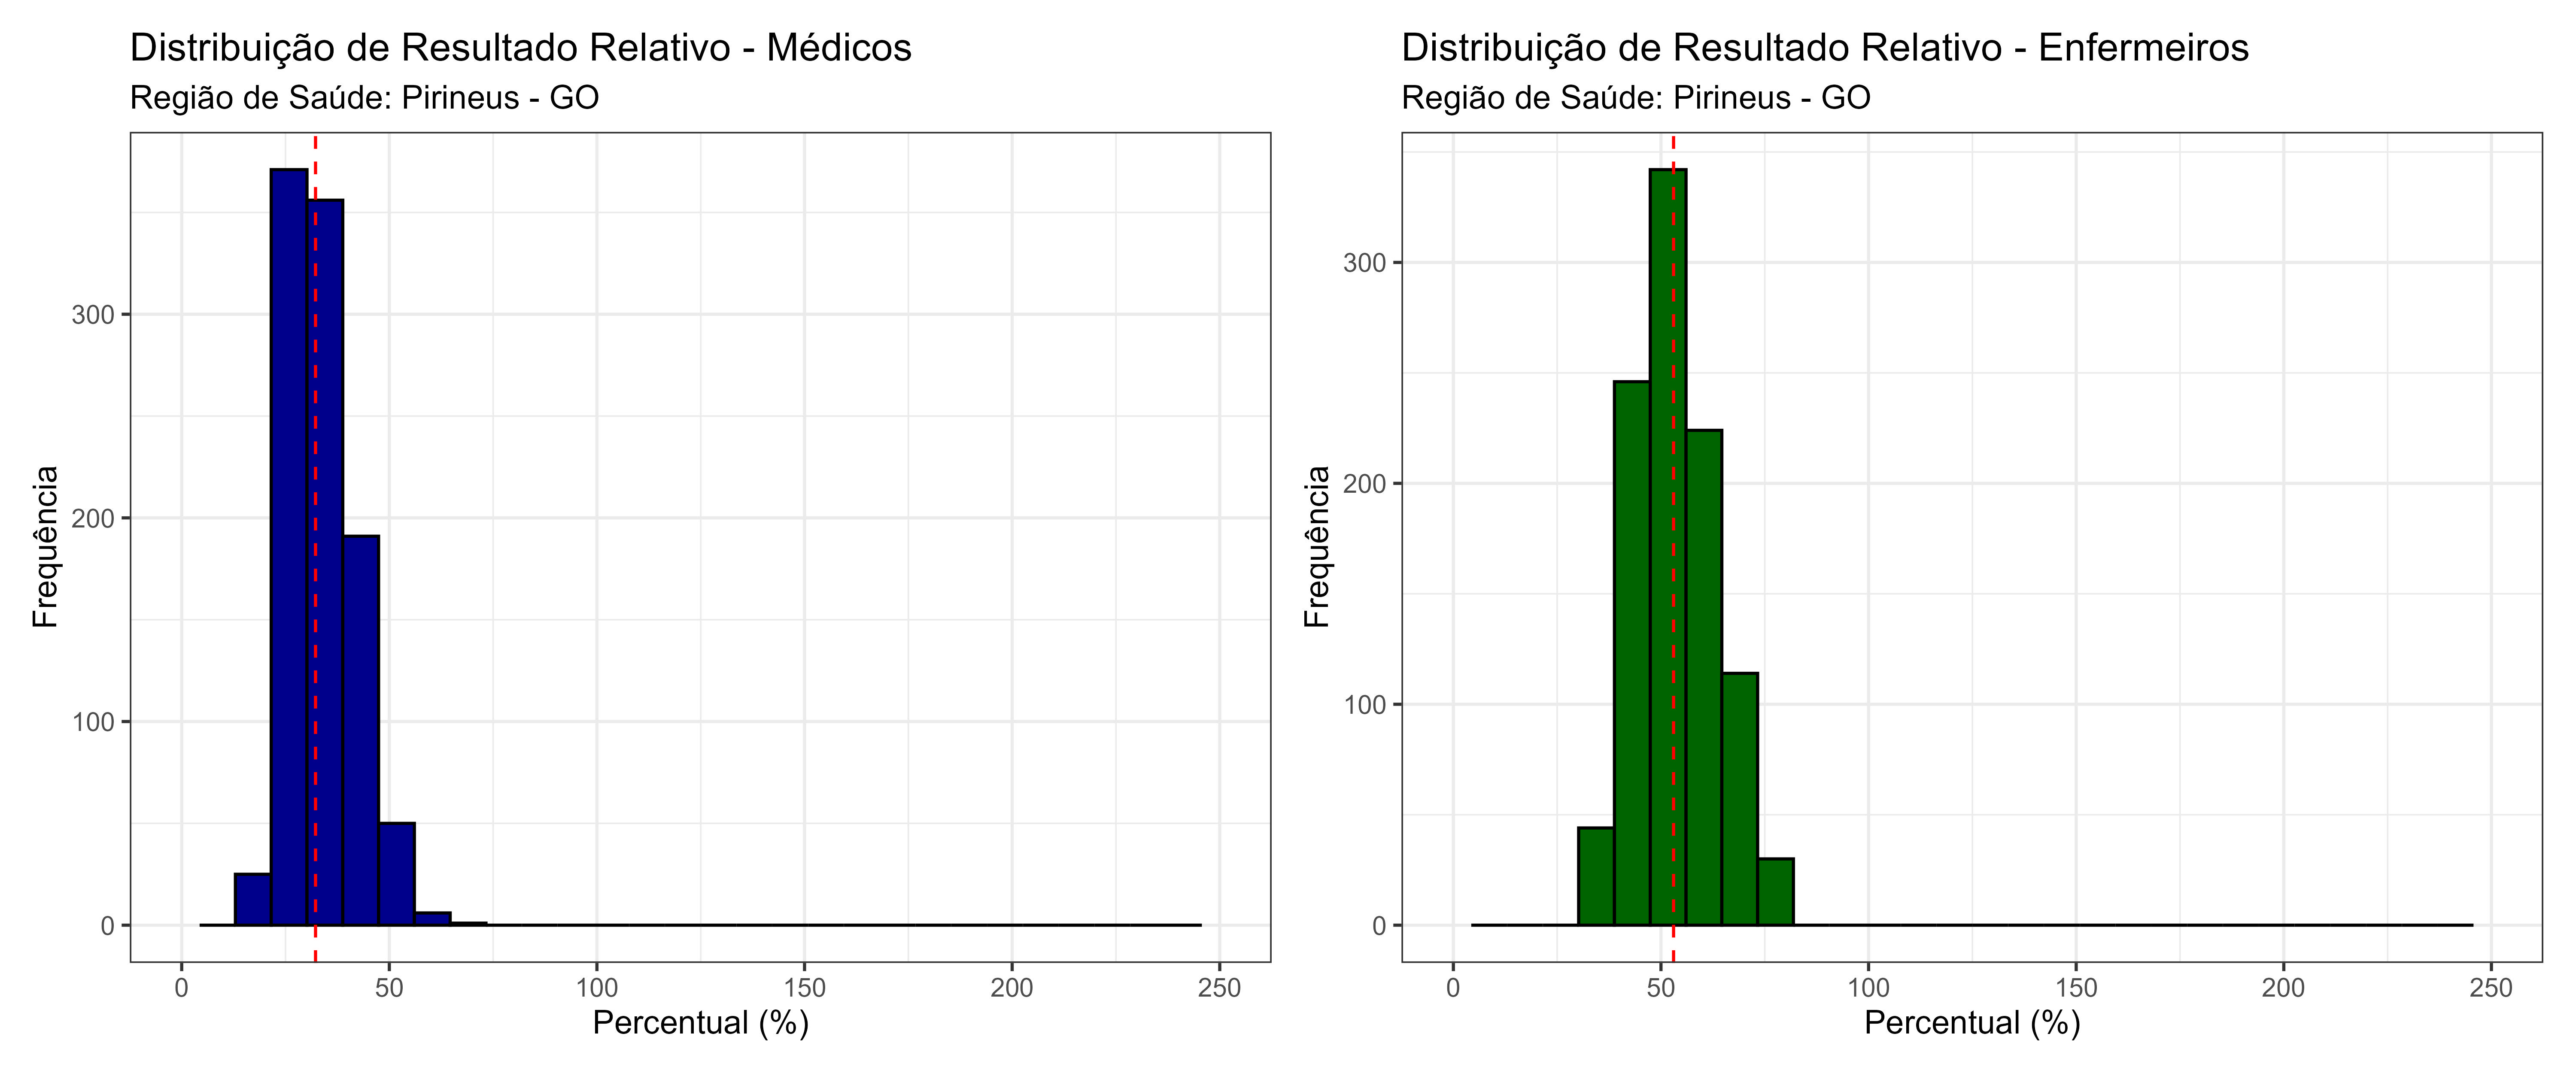 Distribuição de Resultado Relativo - Médicos
Região de Saúde: Pirineus - GO
Frequência
300
200
100
0
0 50 100 150 200 250
Percentual (%)
Distribuição de Resultado Relativo - Enfermeiros
Região de Saúde: Pirineus - GO
Frequência
300
200
100
0
0 50 100 150 200 250
Percentual (%)